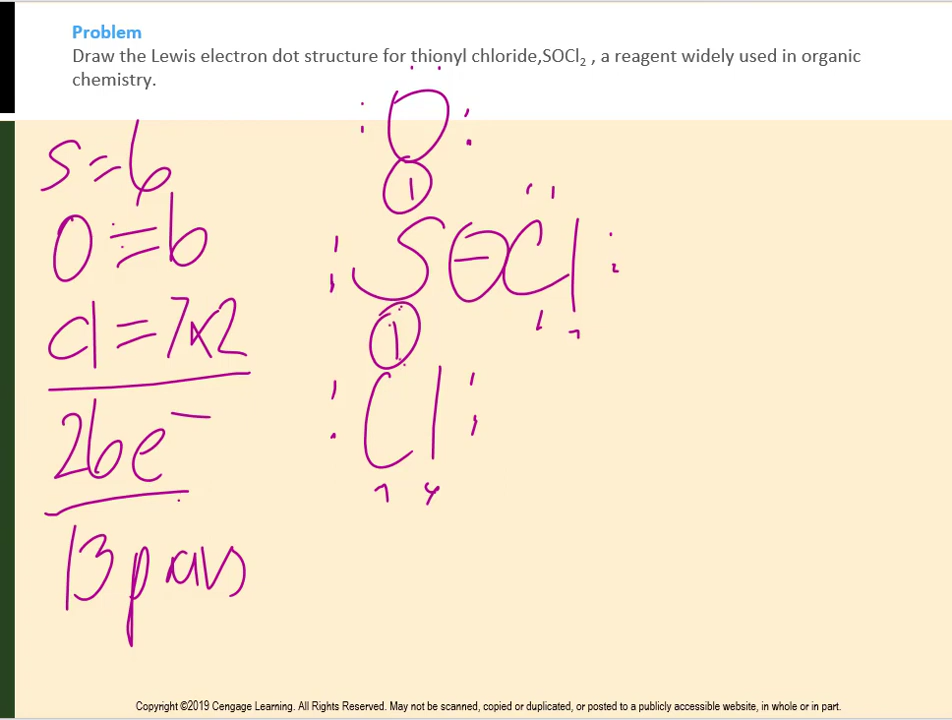 Problem
Draw the Lewis electron dot structure for thionyl chloride,SOCl₂ , a reagent widely used in organic
chemistry.
S=6
O=6
Cl=7x2
26e⁻
13 pairs
O
S Cl
Cl
Copyright ©2019 Cengage Learning. All Rights Reserved. May not be scanned, copied or duplicated, or posted to a publicly accessible website, in whole or in part.